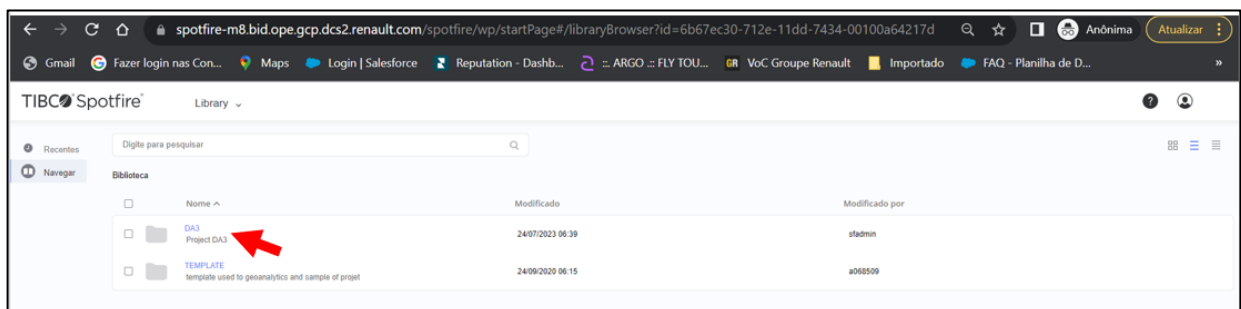 spotfire-m8.bid.ope.gcp.dcs2.renault.com/spotfire/wp/startPage#/libraryBrowser?id=6b67ec30-712e-11dd-7434-00100a64217d Anônima Atualizar
Gmail Fazer login nas Con... Maps Login | Salesforce Reputation - Dashb... ::. ARGO .:: FLY TOU... GR VoC Groupe Renault Importado FAQ - Planilha de D... »
TIBCO Spotfire® Library
Recentes Digite para pesquisar
Navegar Biblioteca
Nome Modificado Modificado por
DA3
Project DA3 24/07/2023 06:39 sfadmin
TEMPLATE
template used to geoanalytics and sample of projet 24/09/2020 06:15 a068509